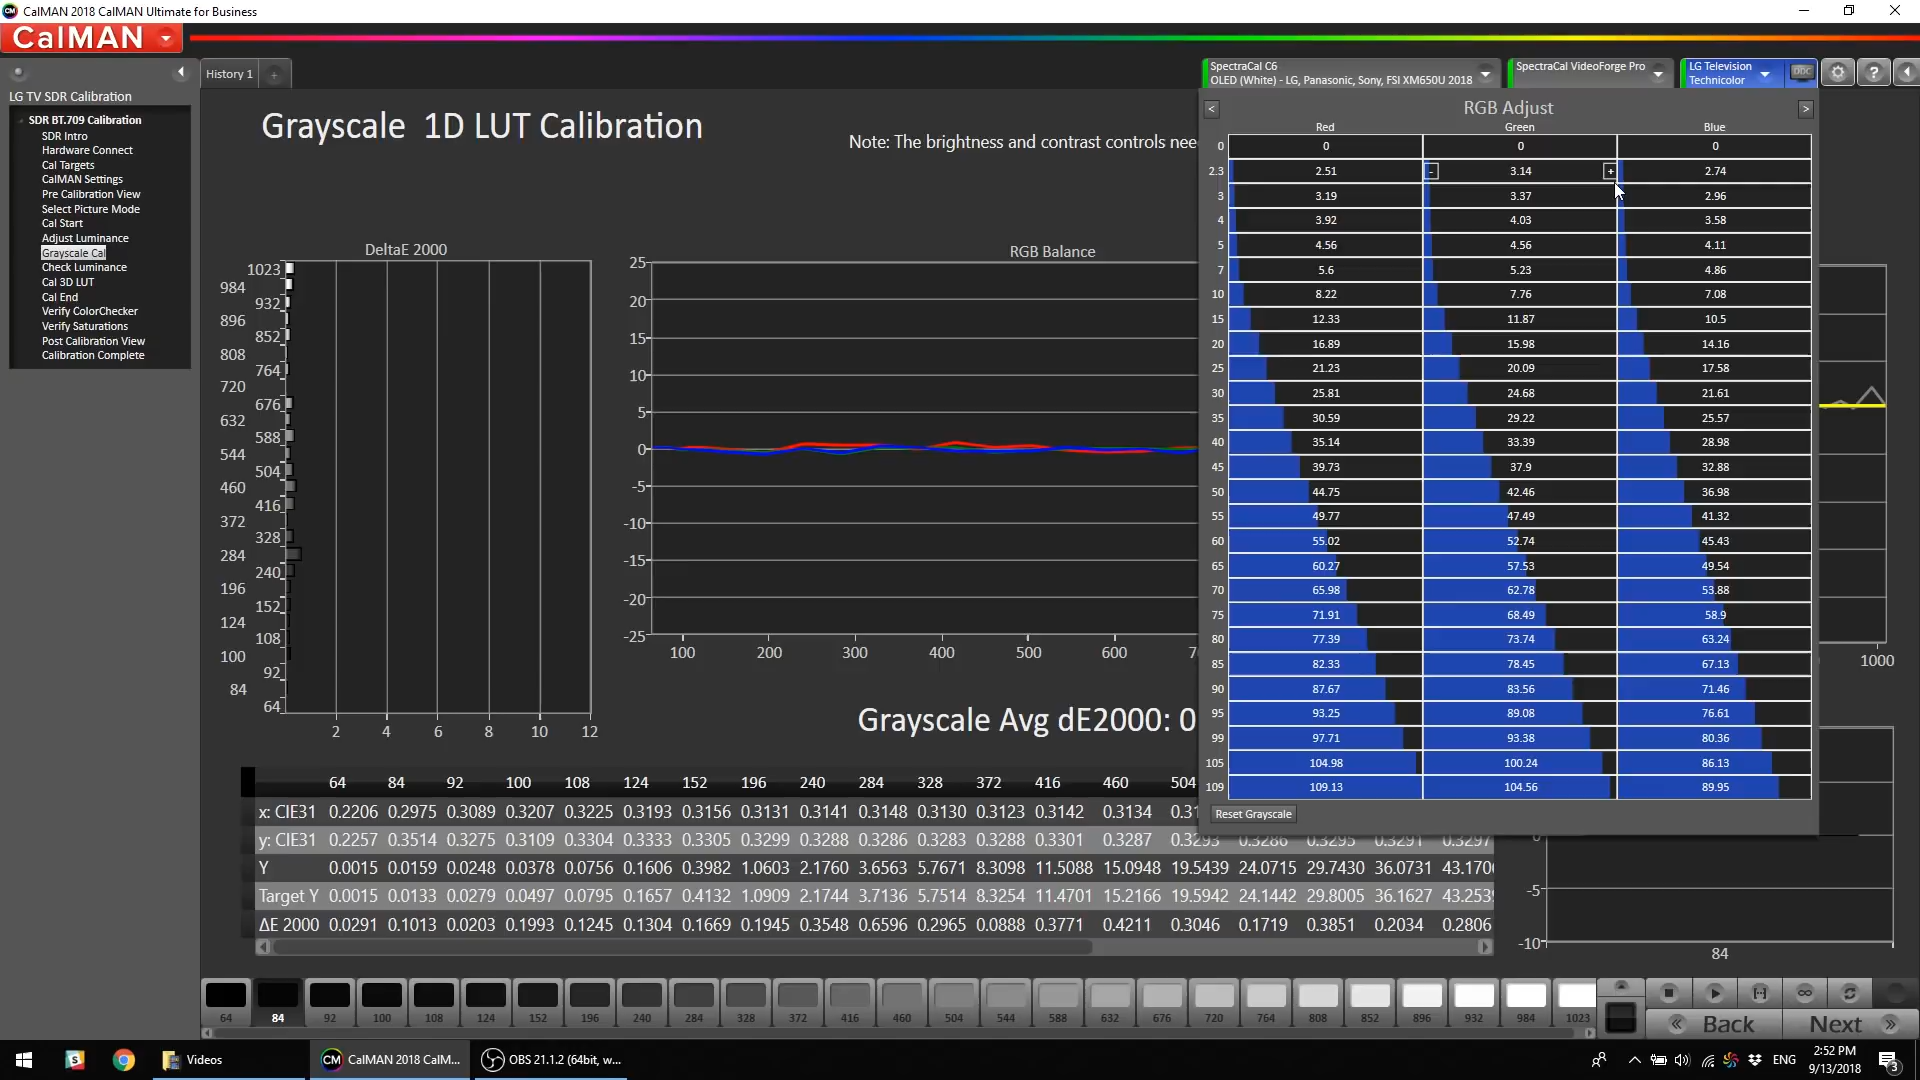 CalMAN 2018 CalMAN Ultimate for Business
CalMAN
LG TV SDR Calibration
SDR BT.709 Calibration
SDR Intro
Hardware Connect
Cal Targets
CalMAN Settings
Pre Calibration View
Select Picture Mode
Cal Start
Adjust Luminance
Grayscale Cal
Check Luminance
Cal 3D LUT
Cal End
Verify ColorChecker
Verify Saturations
Post Calibration View
Calibration Complete
History 1
+
SpectraCal C6
OLED (White) - LG, Panasonic, Sony, FSI XM650U 2018
SpectraCal VideoForge Pro
LG Television
Technicolor
DDC
?
Grayscale 1D LUT Calibration
Note: The brightness and contrast controls nee
DeltaE 2000
1023
984
932
896
852
808
764
720
676
632
588
544
504
460
416
372
328
284
240
196
152
124
108
100
92
84
64
2 4 6 8 10 12
RGB Balance
25
20
15
10
5
0
-5
-10
-15
-20
-25
100 200 300 400 500 600 7
1000
Grayscale Avg dE2000: 0
< RGB Adjust >
Red Green Blue
0 0 0 0
2.3 2.51 - 3.14 + 2.74
3 3.19 3.37 2.96
4 3.92 4.03 3.58
5 4.56 4.56 4.11
7 5.6 5.23 4.86
10 8.22 7.76 7.08
15 12.33 11.87 10.5
20 16.89 15.98 14.16
25 21.23 20.09 17.58
30 25.81 24.68 21.61
35 30.59 29.22 25.57
40 35.14 33.39 28.98
45 39.73 37.9 32.88
50 44.75 42.46 36.98
55 49.77 47.49 41.32
60 55.02 52.74 45.43
65 60.27 57.53 49.54
70 65.98 62.78 53.88
75 71.91 68.49 58.9
80 77.39 73.74 63.24
85 82.33 78.45 67.13
90 87.67 83.56 71.46
95 93.25 89.08 76.61
99 97.71 93.38 80.36
105 104.98 100.24 86.13
109 109.13 104.56 89.95
Reset Grayscale
64 84 92 100 108 124 152 196 240 284 328 372 416 460 504
x: CIE31 0.2206 0.2975 0.3089 0.3207 0.3225 0.3193 0.3156 0.3131 0.3141 0.3148 0.3130 0.3123 0.3142 0.3134 0.31
y: CIE31 0.2257 0.3514 0.3275 0.3109 0.3304 0.3333 0.3305 0.3299 0.3288 0.3286 0.3283 0.3288 0.3301 0.3287 0.3293 0.3286 0.3295 0.3291 0.3297
Y 0.0015 0.0159 0.0248 0.0378 0.0756 0.1606 0.3982 1.0603 2.1760 3.6563 5.7671 8.3098 11.5088 15.0948 19.5439 24.0715 29.7430 36.0731 43.170
Target Y 0.0015 0.0133 0.0279 0.0497 0.0795 0.1657 0.4132 1.0909 2.1744 3.7136 5.7514 8.3254 11.4701 15.2166 19.5942 24.1442 29.8005 36.1627 43.253
ΔE 2000 0.0291 0.1013 0.0203 0.1993 0.1245 0.1304 0.1669 0.1945 0.3548 0.6596 0.2965 0.0888 0.3771 0.4211 0.3046 0.1719 0.3851 0.2034 0.2806
0
-5
-10
84
64 84 92 100 108 124 152 196 240 284 328 372 416 460 504 544 588 632 676 720 764 808 852 896 932 984 1023
Back Next
Videos
CM CalMAN 2018 CalM...
OBS 21.1.2 (64bit, w...
ENG
2:52 PM
9/13/2018
3